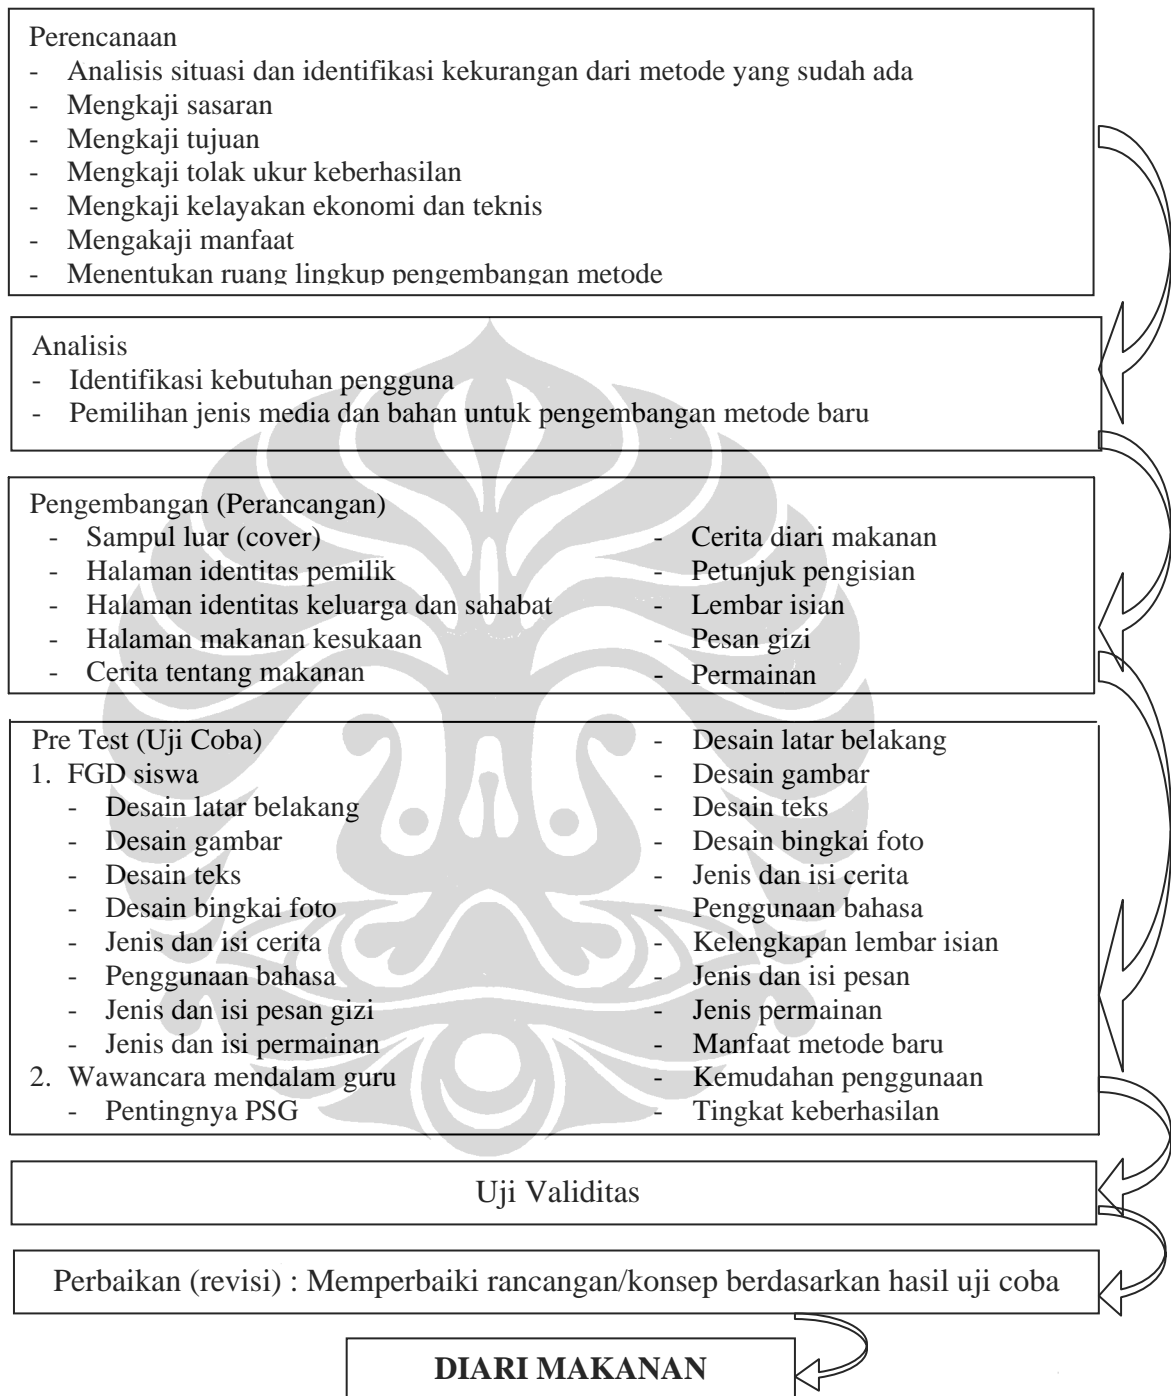 Perencanaan
- Analisis situasi dan identifikasi kekurangan dari metode yang sudah ada
- Mengkaji sasaran
- Mengkaji tujuan
- Mengkaji tolak ukur keberhasilan
- Mengkaji kelayakan ekonomi dan teknis
- Mengakaji manfaat
- Menentukan ruang lingkup pengembangan metode
Analisis
- Identifikasi kebutuhan pengguna
- Pemilihan jenis media dan bahan untuk pengembangan metode baru
Pengembangan (Perancangan)
- Sampul luar (cover)
- Halaman identitas pemilik
- Halaman identitas keluarga dan sahabat
- Halaman makanan kesukaan
- Cerita tentang makanan
- Cerita diari makanan
- Petunjuk pengisian
- Lembar isian
- Pesan gizi
- Permainan
Pre Test (Uji Coba)
1. FGD siswa
- Desain latar belakang
- Desain gambar
- Desain teks
- Desain bingkai foto
- Jenis dan isi cerita
- Penggunaan bahasa
- Jenis dan isi pesan gizi
- Jenis dan isi permainan
2. Wawancara mendalam guru
- Pentingnya PSG
- Desain latar belakang
- Desain gambar
- Desain teks
- Desain bingkai foto
- Jenis dan isi cerita
- Penggunaan bahasa
- Kelengkapan lembar isian
- Jenis dan isi pesan
- Jenis permainan
- Manfaat metode baru
- Kemudahan penggunaan
- Tingkat keberhasilan
Uji Validitas
Perbaikan (revisi) : Memperbaiki rancangan/konsep berdasarkan hasil uji coba
DIARI MAKANAN